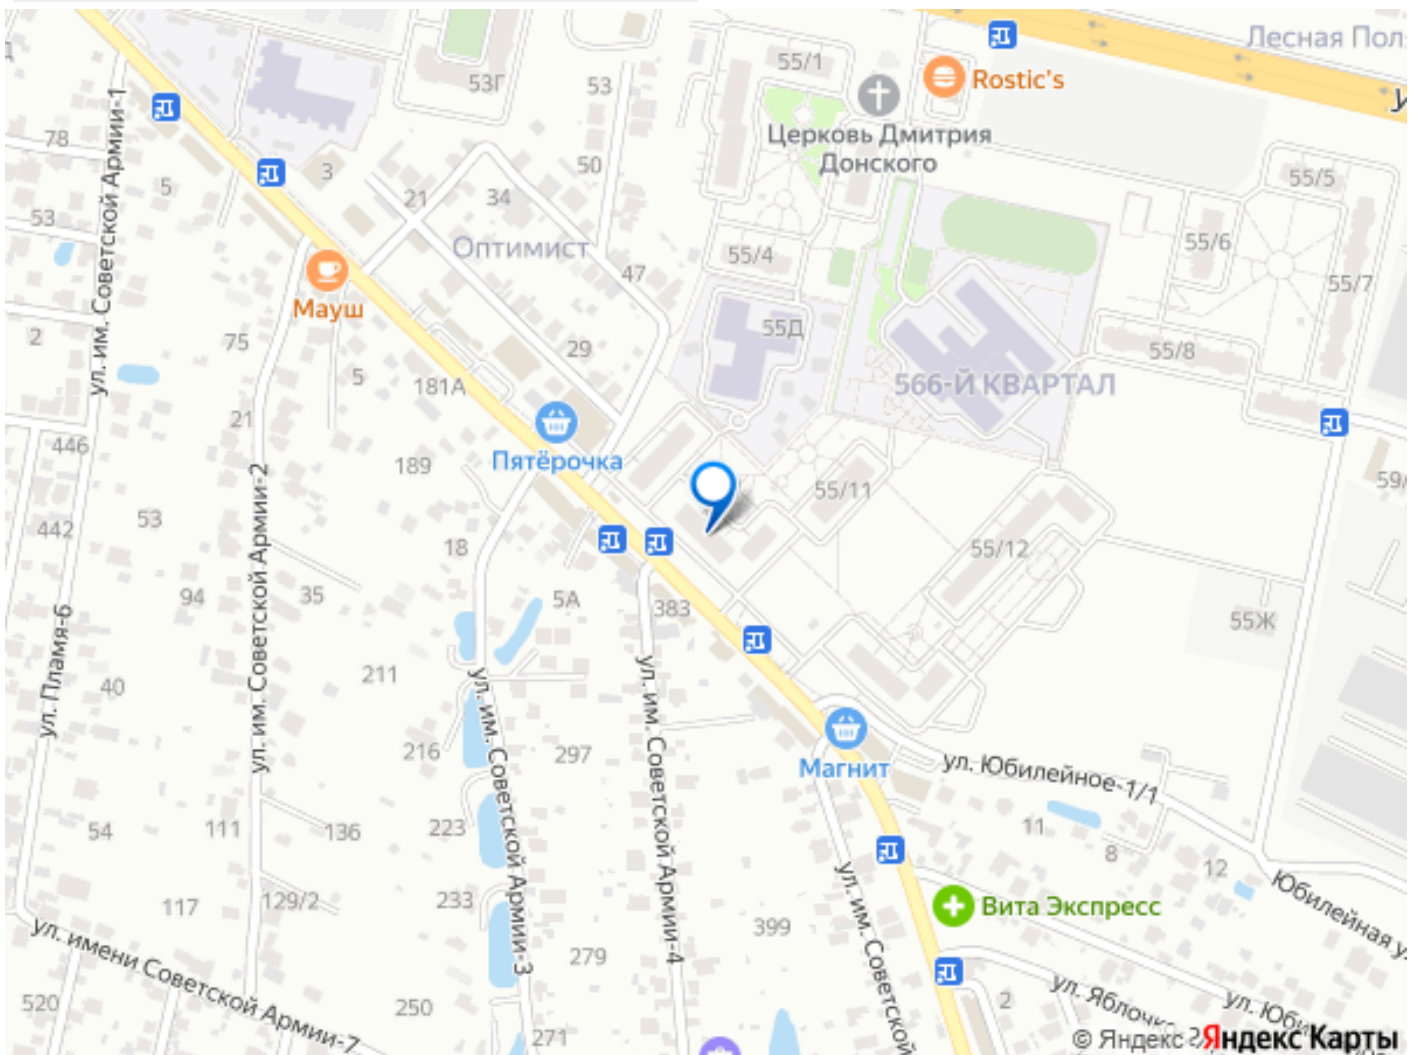 Лесная Пол
55/1
Rostic's
53Г
53
Церковь Дмитрия
Донского
78
ул. им. Советской Армии-1
5
3
50
21
34
55/5
53
Оптимист
55/4
55/6
47
55/7
Мауш
2
75
29
55Д
55/8
5
181А
566-Й КВАРТАЛ
21
446
189
Пятёрочка
55/11
59/
442
53
ул. им. Советской Армии-2
18
55/12
94
35
5А
383
55Ж
ул. Пламя-6
40
211
ул. им. Советской Армии-3
ул. им. Советской Армии-4
216
297
Магнит
ул. Юбилейное-1/1
54
111
136
223
11
8
12
117
129/2
233
399
Вита Экспресс
Юбилейная у
ул. им. Советской
ул. имени Советской Армии-7
279
520
250
271
2
ул. Яблочк
ул. Юби
© Яндекс
Яндекс Карты